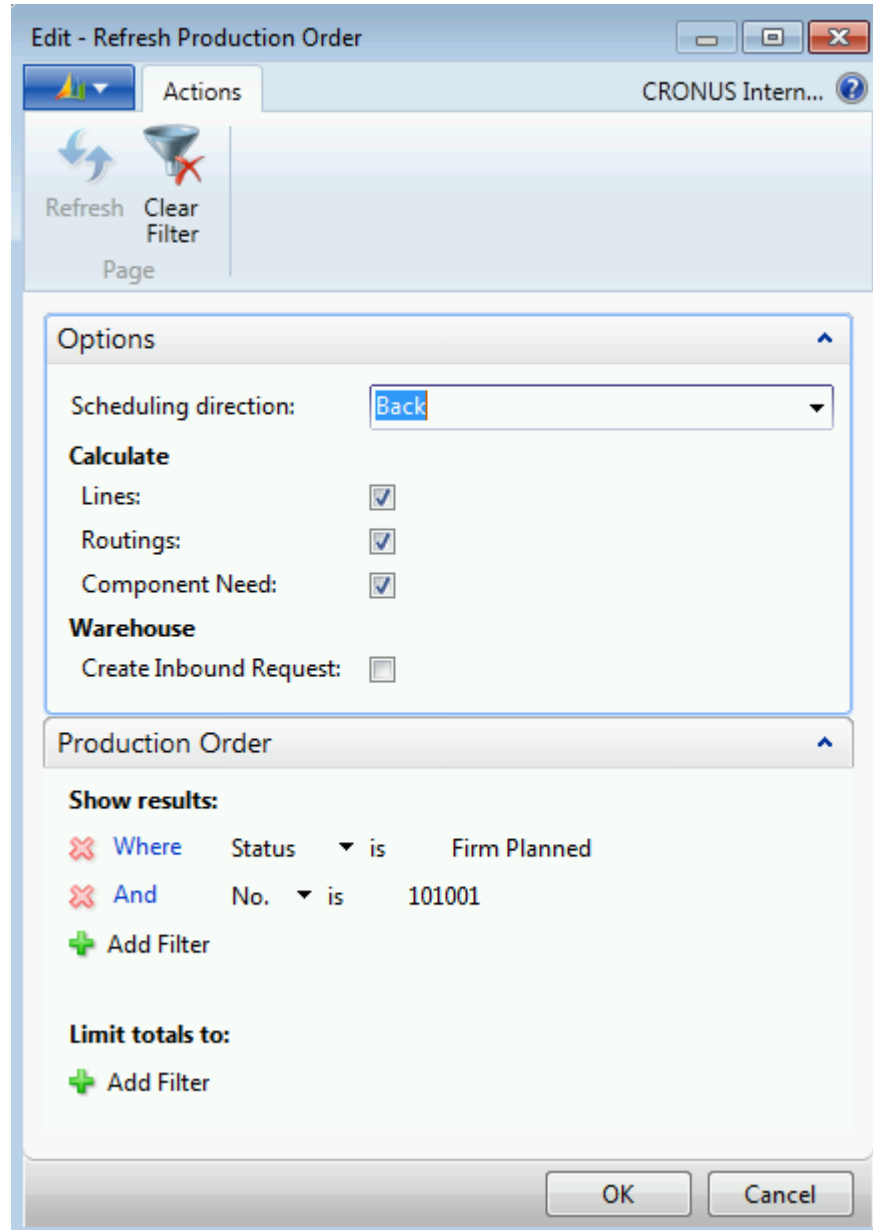 Edit - Refresh Production Order
Actions
CRONUS Intern...
Refresh
Clear Filter
Page
Options
Scheduling direction: Back
Calculate
Lines:
Routings:
Component Need:
Warehouse
Create Inbound Request:
Production Order
Show results:
Where Status is Firm Planned
And No. is 101001
Add Filter
Limit totals to:
Add Filter
OK Cancel